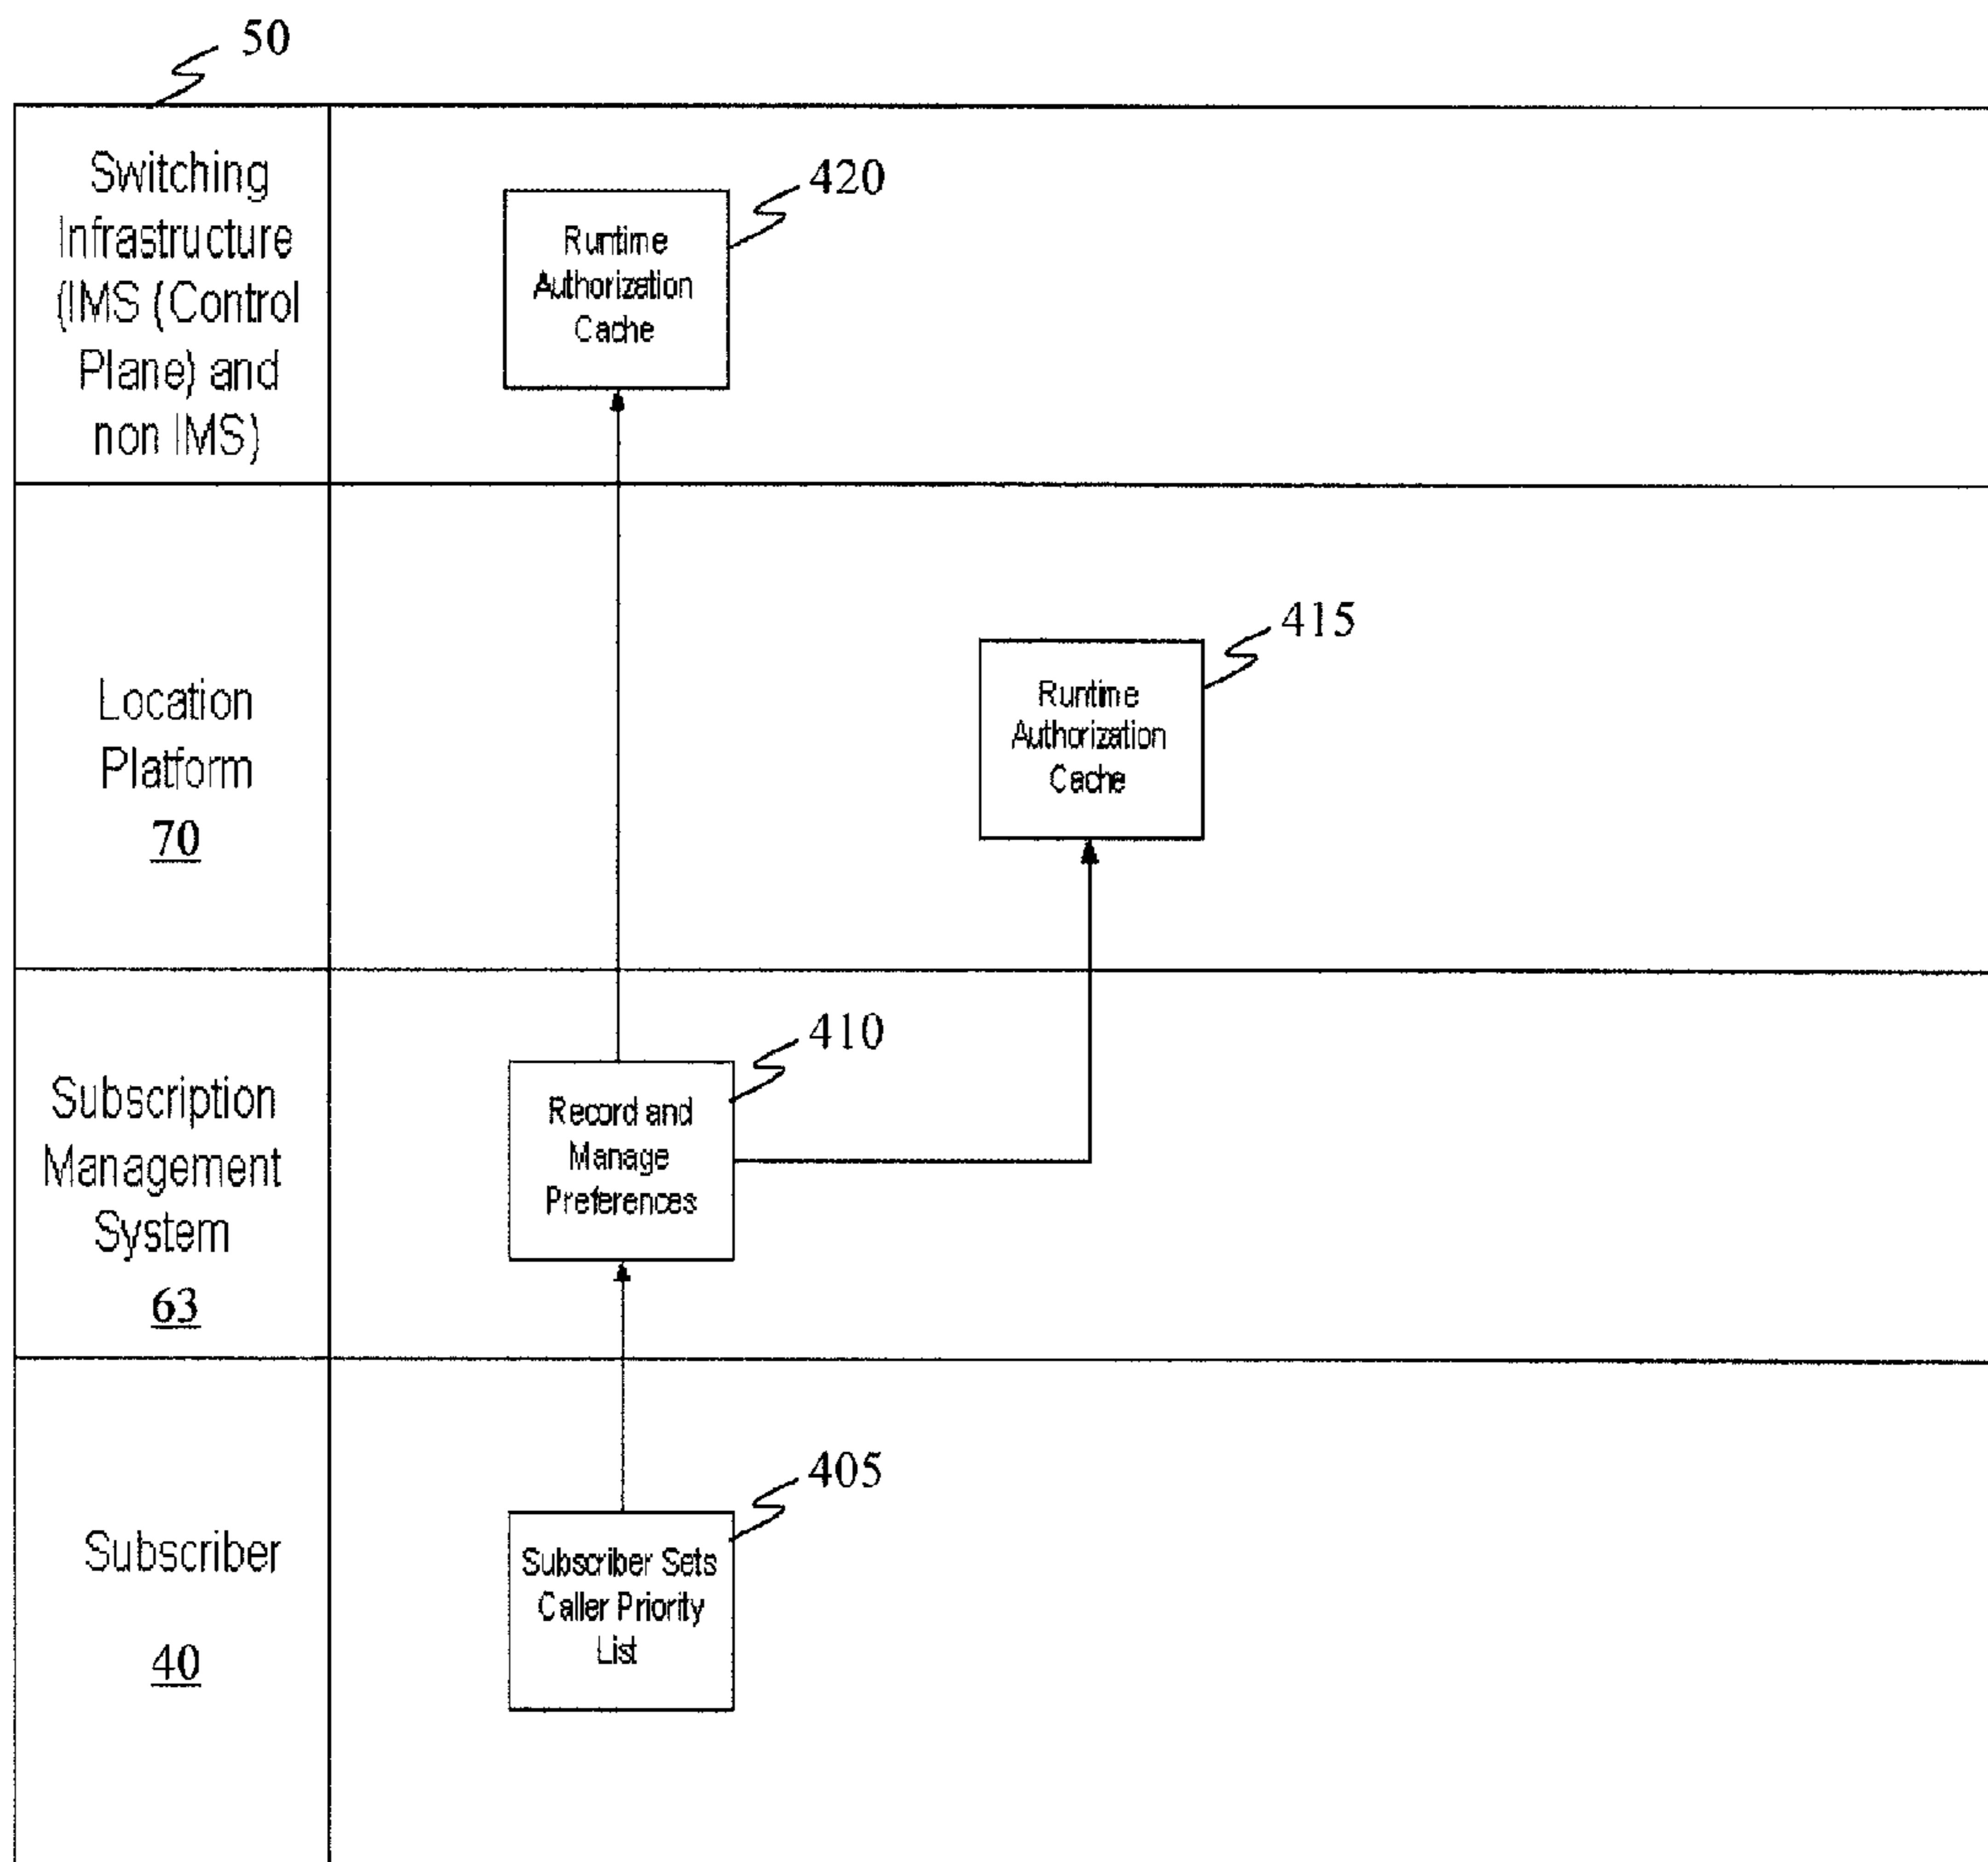 50
Switching
Infrastructure
(IMS (Control
Plane) and
non IMS)
420
Runtime
Authorization
Cache
Location
Platform
70
415
Runtime
Authorization
Cache
Subscription
Management
System
63
410
Record and
Manage
Preferences
Subscriber
40
405
Subscriber Sets
Caller Priority
List